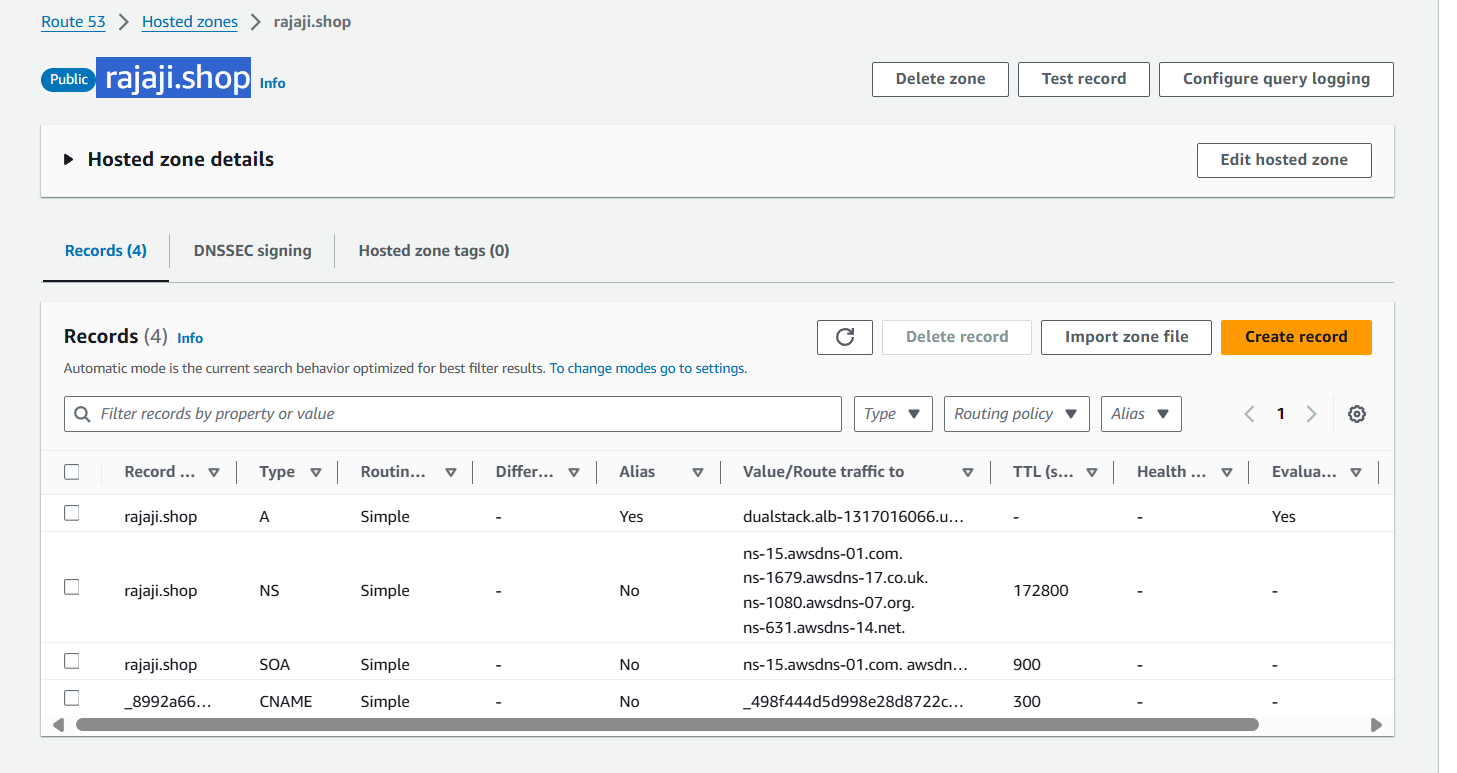 Route 53 > Hosted zones > rajaji.shop
Public rajaji.shop Info
Delete zone Test record Configure query logging
Hosted zone details
Edit hosted zone
Records (4) DNSSEC signing Hosted zone tags (0)
Records (4) Info
Delete record Import zone file Create record
Automatic mode is the current search behavior optimized for best filter results. To change modes go to settings.
Filter records by property or value Type Routing policy Alias 1
Record ... Type Routin... Differ... Alias Value/Route traffic to TTL (s... Health ... Evalua...
rajaji.shop A Simple - Yes dualstack.alb-1317016066.u... - - Yes
ns-15.awsdns-01.com.
ns-1679.awsdns-17.co.uk.
rajaji.shop NS Simple - No 172800 - -
ns-1080.awsdns-07.org.
ns-631.awsdns-14.net.
rajaji.shop SOA Simple - No ns-15.awsdns-01.com. awsdn... 900 - -
_8992a66... CNAME Simple - No _498f444d5d998e28d8722c... 300 - -